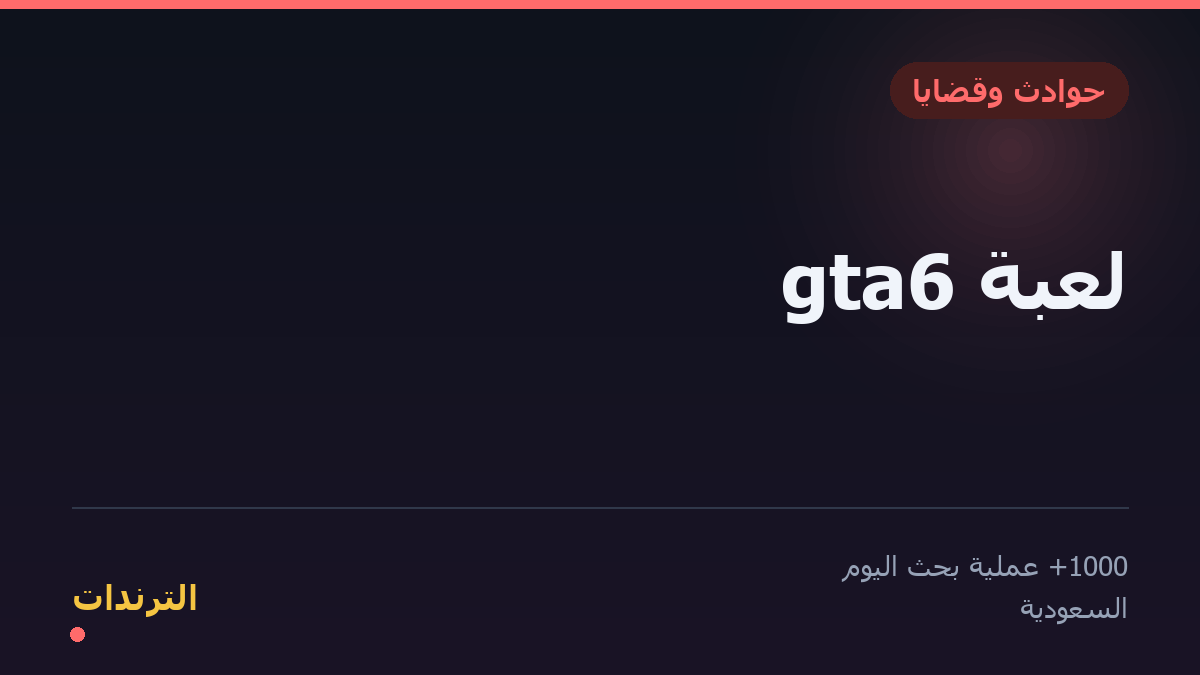 حوادث وقضايا
لعبة gta6
1000+ عملية بحث اليوم
السعودية
الترندات